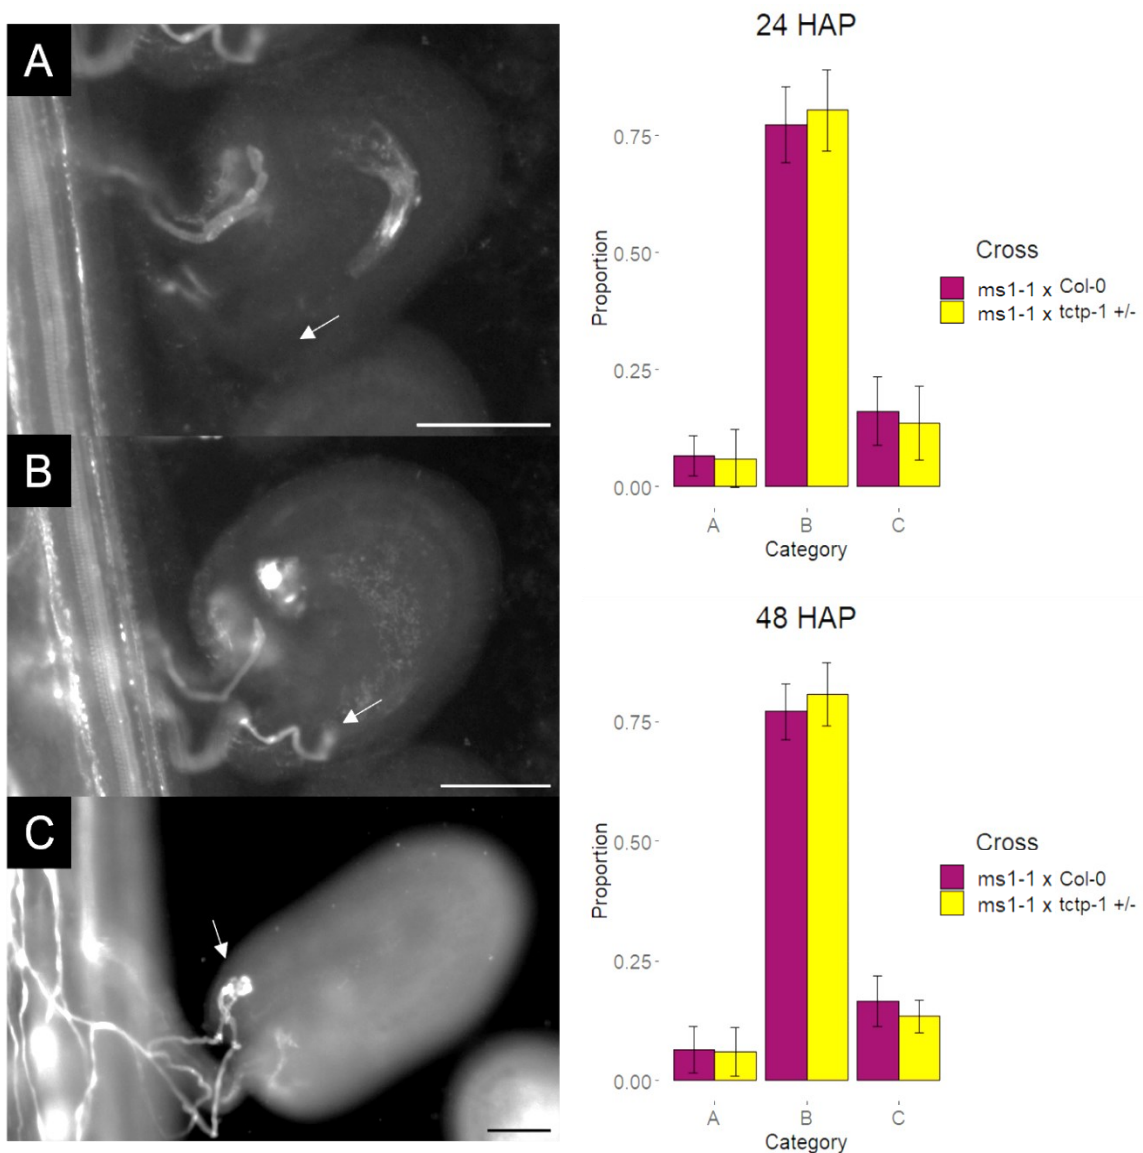 A
B
C
24 HAP
Proportion
0.75
0.50
0.25
0.00
A B C
Category
Cross
ms1-1 x Col-0
ms1-1 x tctp-1 +/-
48 HAP
Proportion
0.75
0.50
0.25
0.00
A B C
Category
Cross
ms1-1 x Col-0
ms1-1 x tctp-1 +/-